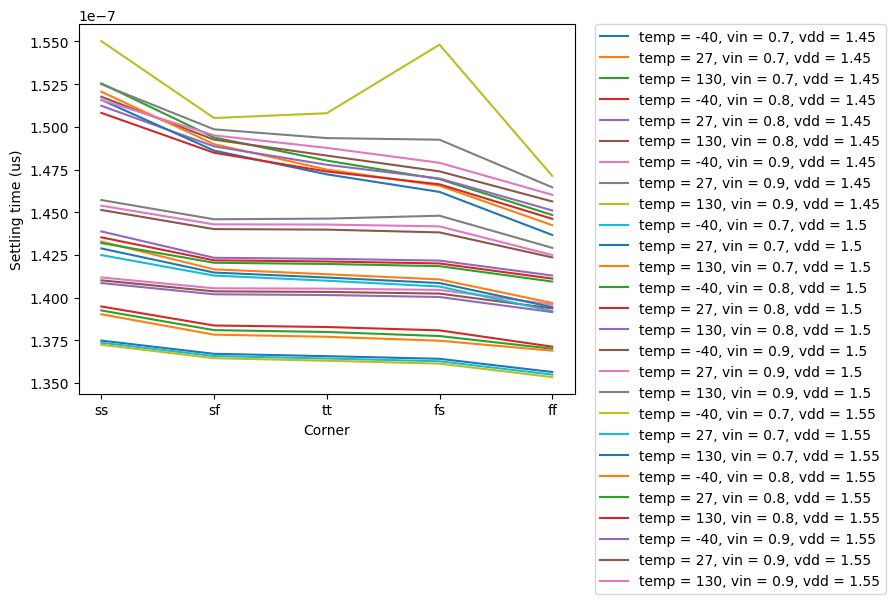 1e−7
1.550
1.525
1.500
1.475
1.450
1.425
1.400
1.375
1.350
Settling time (us)
ss sf tt fs ff
Corner
temp = -40, vin = 0.7, vdd = 1.45
temp = 27, vin = 0.7, vdd = 1.45
temp = 130, vin = 0.7, vdd = 1.45
temp = -40, vin = 0.8, vdd = 1.45
temp = 27, vin = 0.8, vdd = 1.45
temp = 130, vin = 0.8, vdd = 1.45
temp = -40, vin = 0.9, vdd = 1.45
temp = 27, vin = 0.9, vdd = 1.45
temp = 130, vin = 0.9, vdd = 1.45
temp = -40, vin = 0.7, vdd = 1.5
temp = 27, vin = 0.7, vdd = 1.5
temp = 130, vin = 0.7, vdd = 1.5
temp = -40, vin = 0.8, vdd = 1.5
temp = 27, vin = 0.8, vdd = 1.5
temp = 130, vin = 0.8, vdd = 1.5
temp = -40, vin = 0.9, vdd = 1.5
temp = 27, vin = 0.9, vdd = 1.5
temp = 130, vin = 0.9, vdd = 1.5
temp = -40, vin = 0.7, vdd = 1.55
temp = 27, vin = 0.7, vdd = 1.55
temp = 130, vin = 0.7, vdd = 1.55
temp = -40, vin = 0.8, vdd = 1.55
temp = 27, vin = 0.8, vdd = 1.55
temp = 130, vin = 0.8, vdd = 1.55
temp = -40, vin = 0.9, vdd = 1.55
temp = 27, vin = 0.9, vdd = 1.55
temp = 130, vin = 0.9, vdd = 1.55